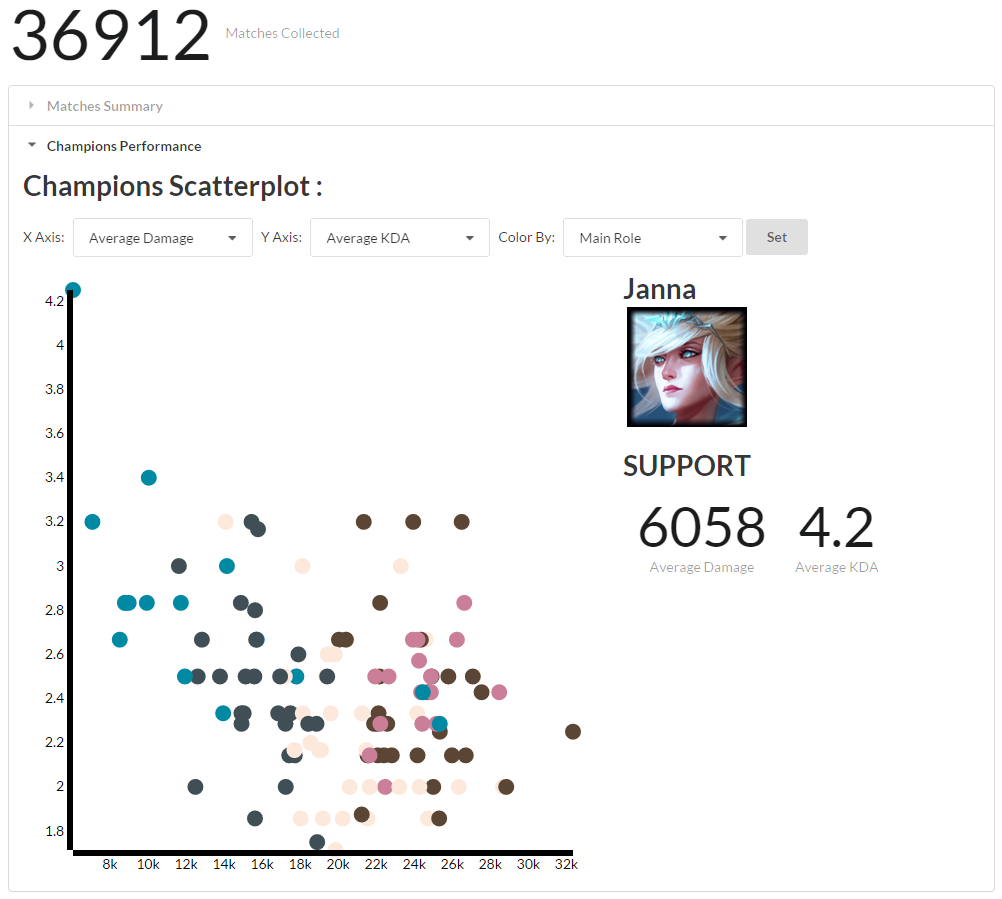 36912 Matches Collected
Matches Summary
Champions Performance
Champions Scatterplot :
X Axis: Average Damage Y Axis: Average KDA Color By: Main Role Set
Janna
SUPPORT
6058 4.2
Average Damage Average KDA
4.2
4
3.8
3.6
3.4
3.2
3
2.8
2.6
2.4
2.2
2
1.8
8k 10k 12k 14k 16k 18k 20k 22k 24k 26k 28k 30k 32k